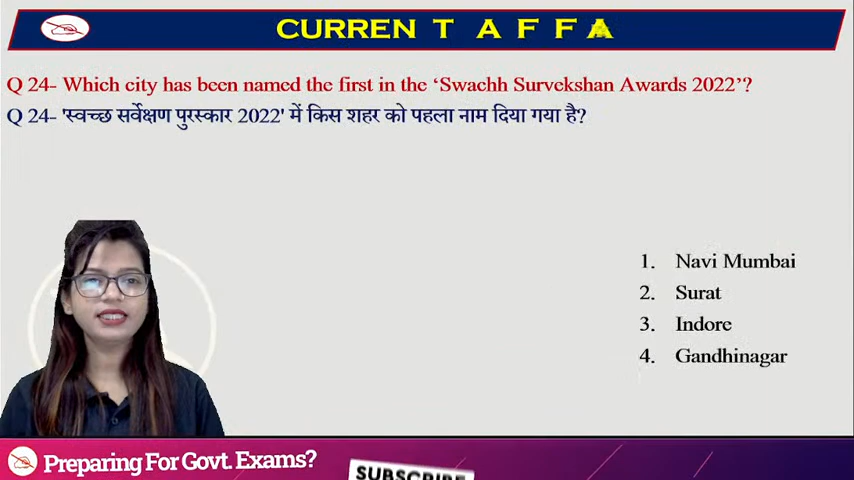 CURREN T A F F A
Q 24- Which city has been named the first in the ‘Swachh Survekshan Awards 2022’?
Q 24- 'स्वच्छ सर्वेक्षण पुरस्कार 2022' में किस शहर को पहला नाम दिया गया है?
1. Navi Mumbai
2. Surat
3. Indore
4. Gandhinagar
Preparing For Govt. Exams?
SUBSCRIBE